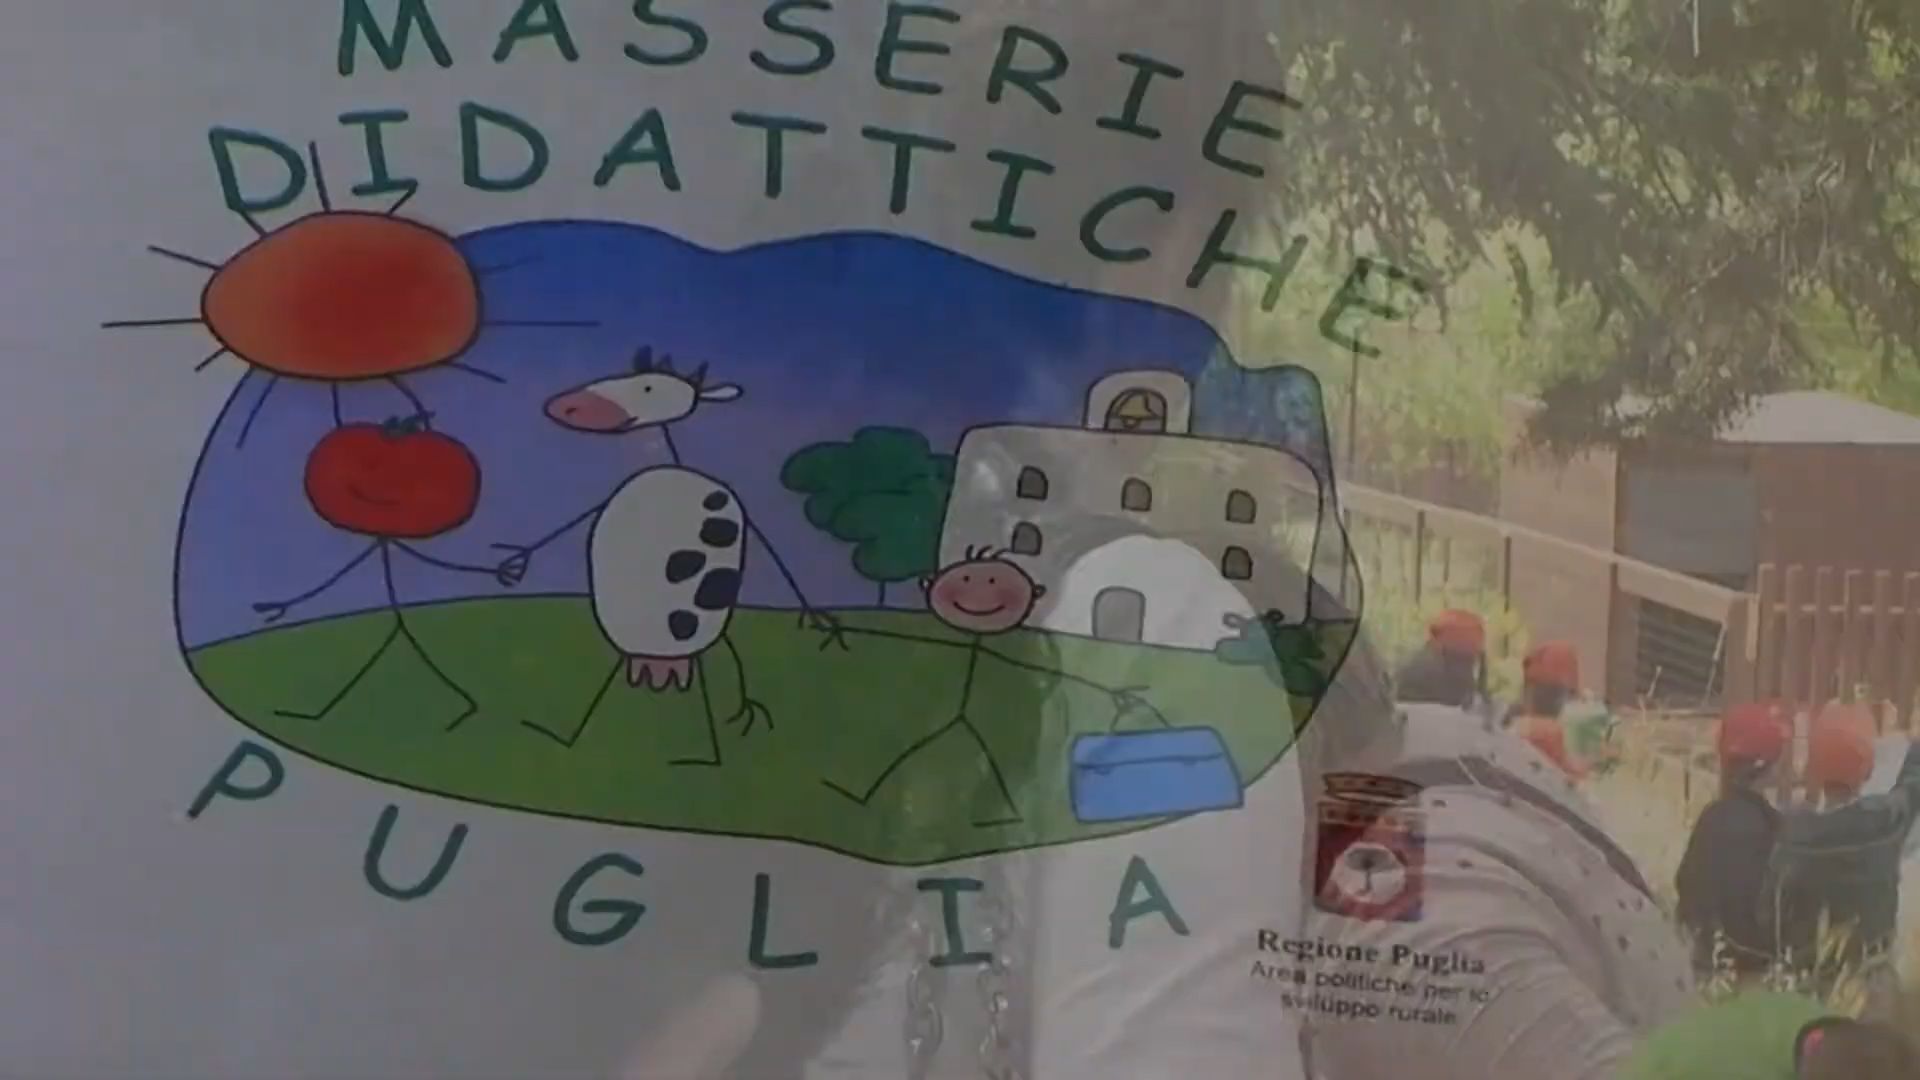 MASSERIE
DIDATTICHE
PUGLIA
Regione Puglia
Area politiche per lo
sviluppo rurale